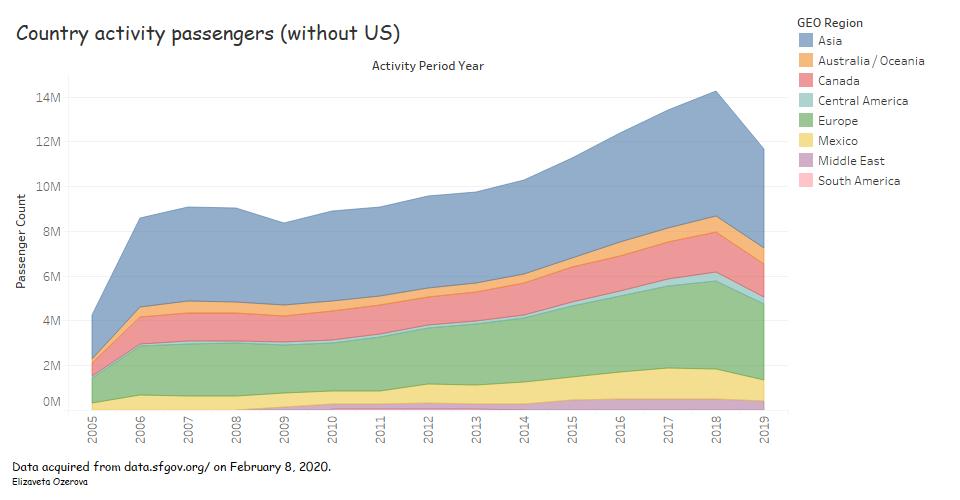 Country activity passengers (without US)
GEO Region
Asia
Australia / Oceania
Canada
Central America
Europe
Mexico
Middle East
South America
Activity Period Year
Passenger Count
14M
12M
10M
8M
6M
4M
2M
0M
2005
2006
2007
2008
2009
2010
2011
2012
2013
2014
2015
2016
2017
2018
2019
Data acquired from data.sfgov.org/ on February 8, 2020.
Elizaveta Ozerova